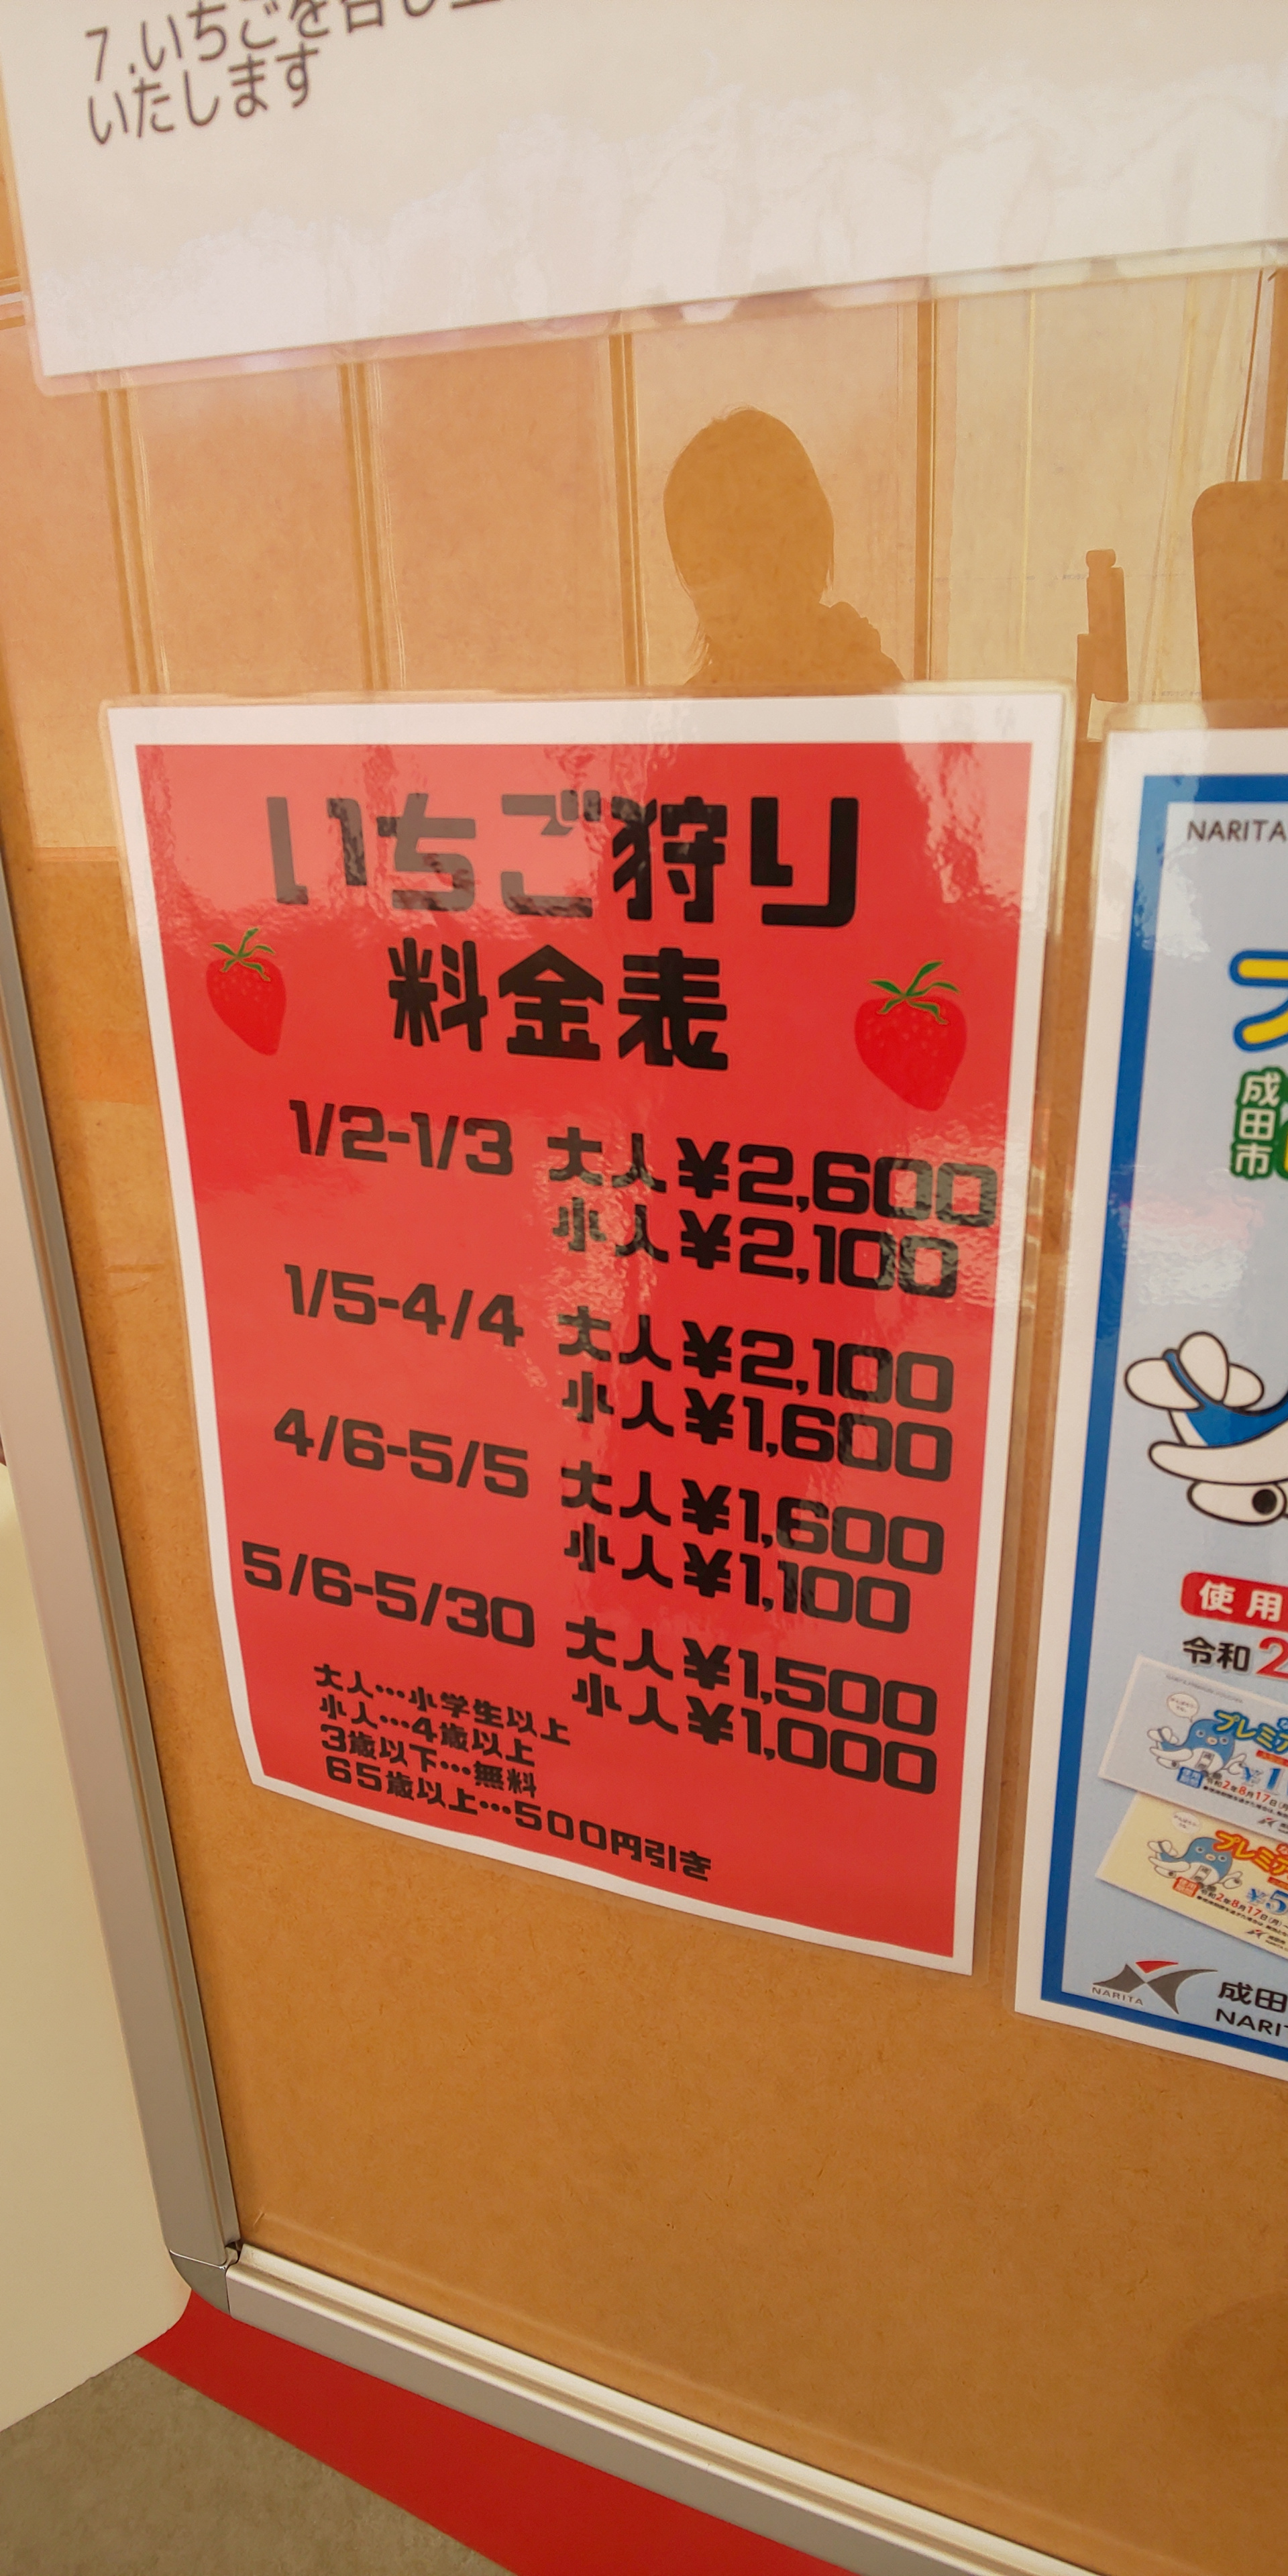 7.いちごを
いたします
いちご狩り
料金表
1/2-1/3 大人¥2,600
小人¥2,100
1/5-4/4 大人¥2,100
小人¥1,600
4/6-5/5 大人¥1,600
小人¥1,100
5/6-5/30 大人¥1,500
小人¥1,000
大人…小学生以上
小人…4歳以上
3歳以下…無料
65歳以上…500円引き
NARITA
成田市
使用
令和2
プレミア
プレミア
NARITA
成田
NARI